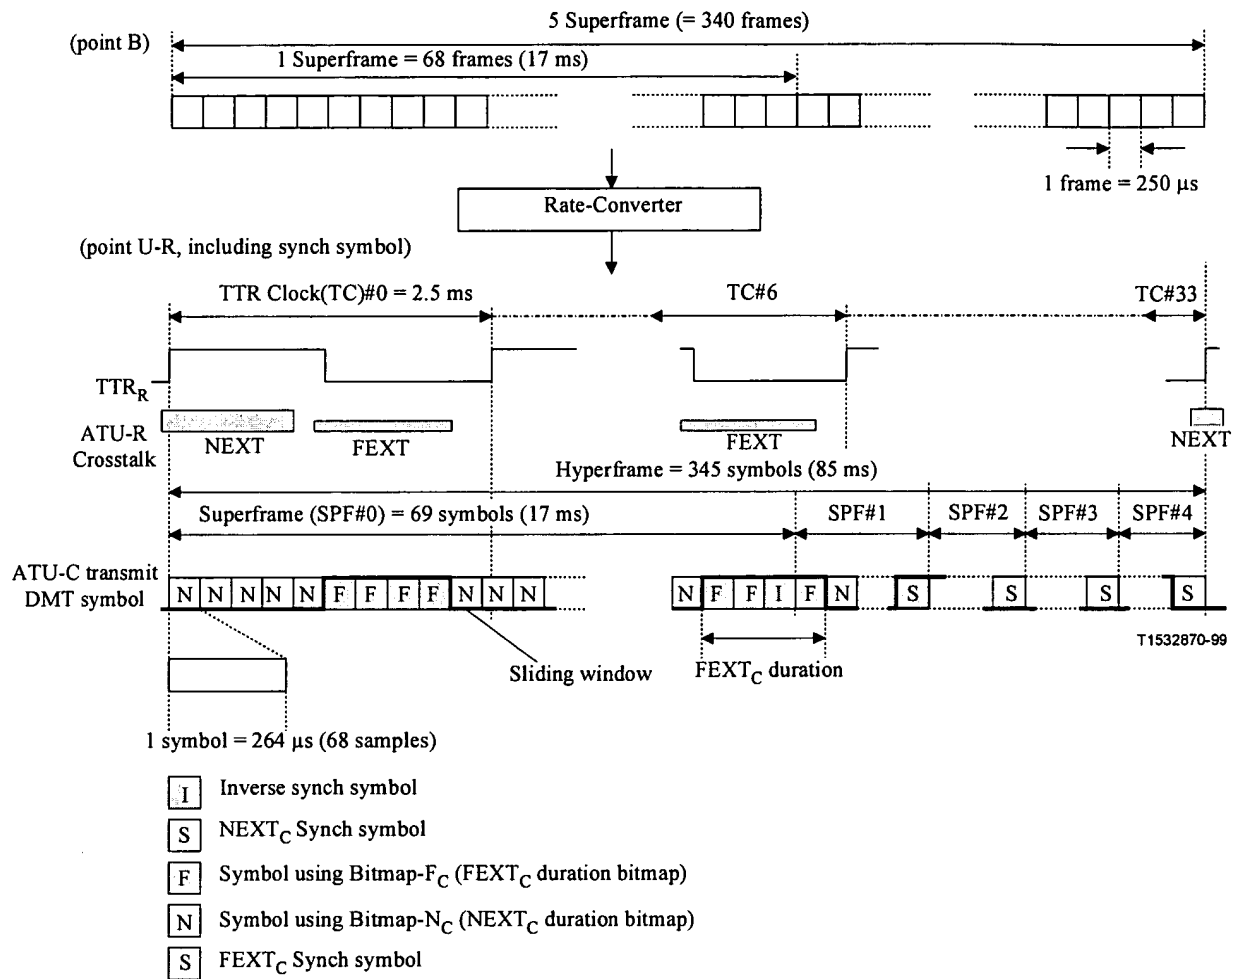 5 Superframe (= 340 frames)
(point B)
1 Superframe = 68 frames (17 ms)
1 frame = 250 µs
Rate-Converter
(point U-R, including synch symbol)
TTR Clock(TC)#0 = 2.5 ms
TC#6
TC#33
TTR_R
ATU-R
Crosstalk
NEXT
FEXT
FEXT
NEXT
Hyperframe = 345 symbols (85 ms)
Superframe (SPF#0) = 69 symbols (17 ms)
SPF#1
SPF#2
SPF#3
SPF#4
ATU-C transmit
DMT symbol
N N N N N F F F F N N N
N F F I F N
S
S
S
S
T1532870-99
Sliding window
FEXT_C duration
1 symbol = 264 µs (68 samples)
I Inverse synch symbol
S NEXT_C Synch symbol
F Symbol using Bitmap-F_C (FEXT_C duration bitmap)
N Symbol using Bitmap-N_C (NEXT_C duration bitmap)
S FEXT_C Synch symbol